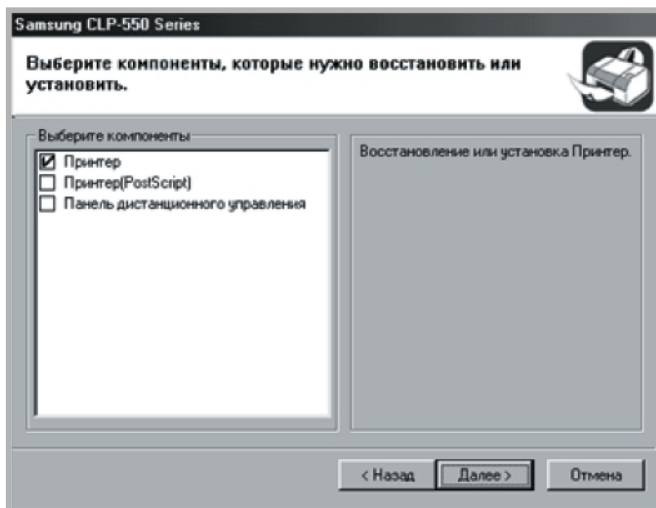 Samsung CLP-550 Series
Выберите компоненты, которые нужно восстановить или
установить.
Выберите компоненты
Принтер
Принтер(PostScript)
Панель дистанционного управления
Восстановление или установка Принтер.
< Назад
Далее >
Отмена